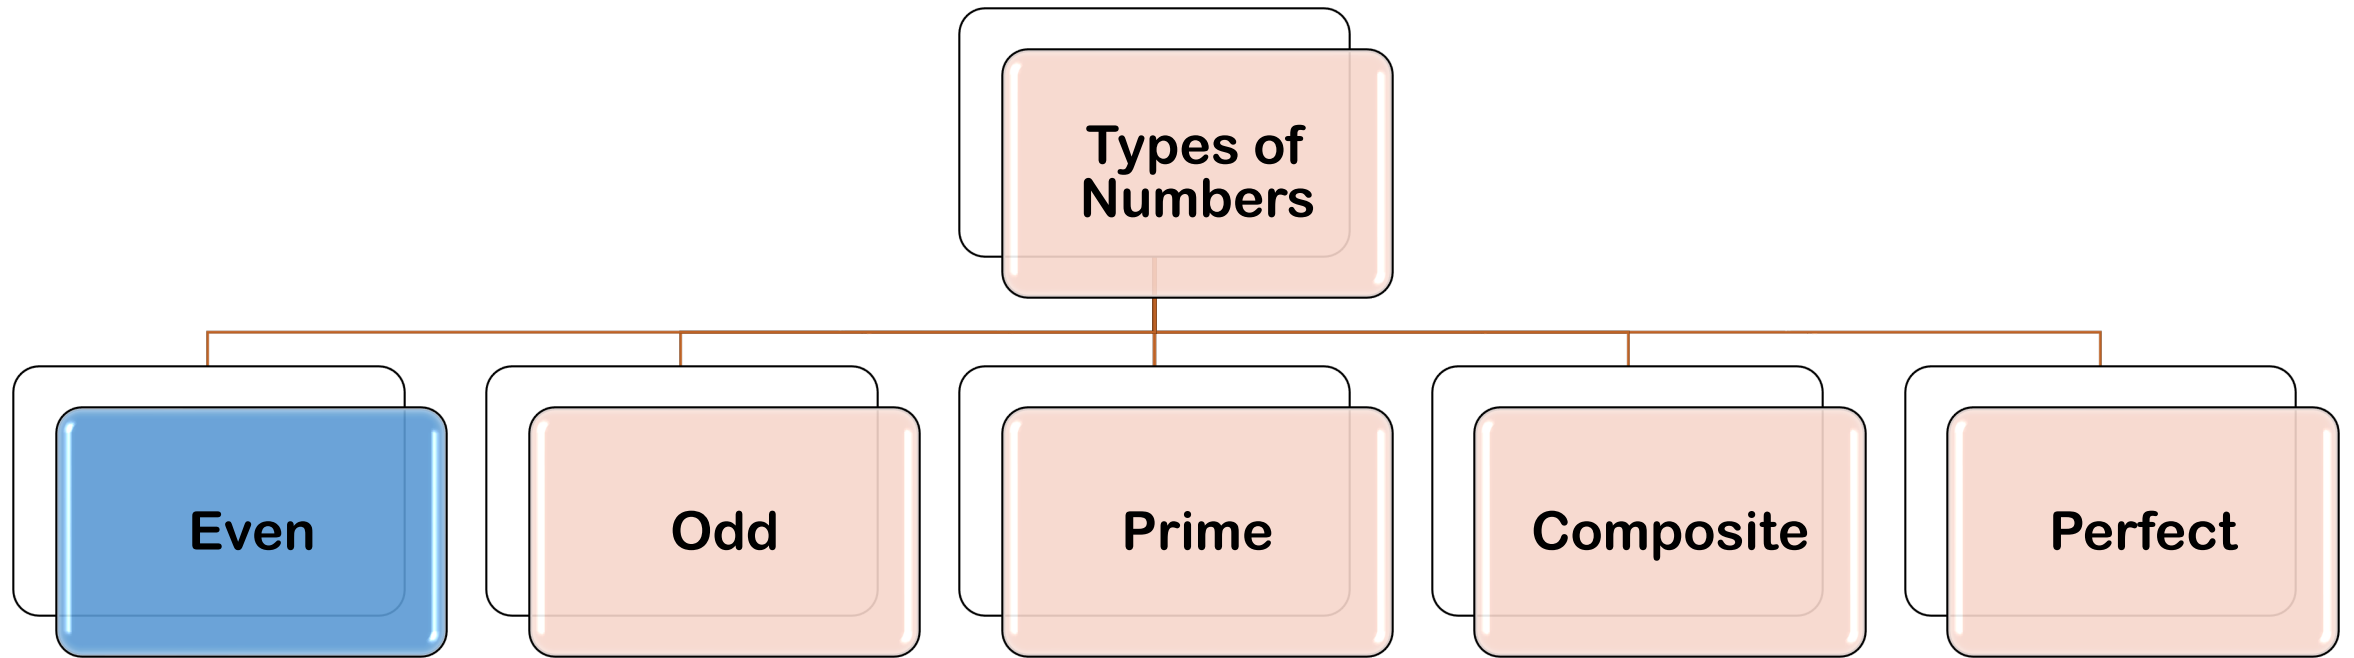 Types of
Numbers
Even
Odd
Prime
Composite
Perfect